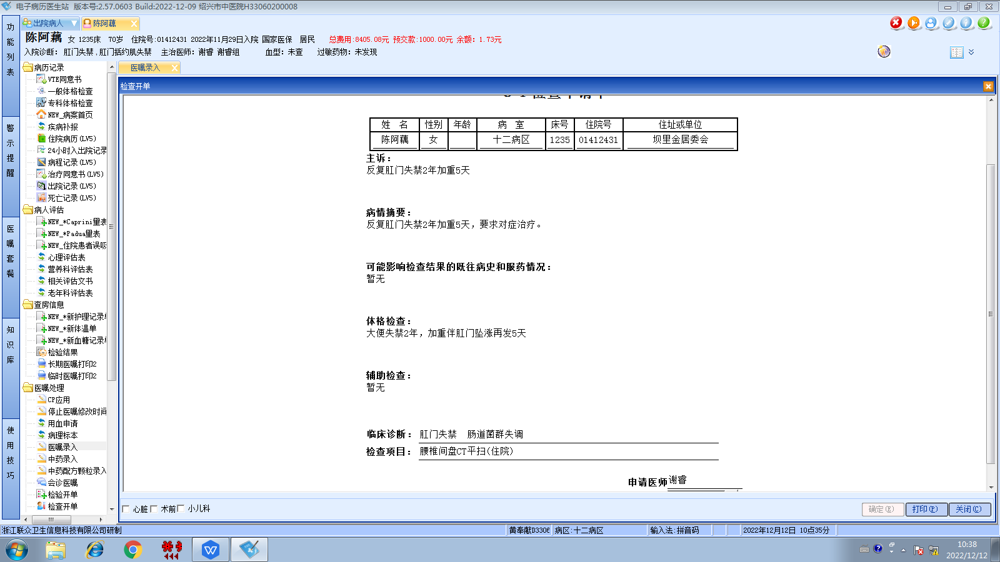 电子病历医生站 版本号:2.57.0603 Build:2022-12-09 绍兴市中医院H33060200008
出院病人
陈阿藕
陈阿藕 女 1235床 70岁 住院号:01412431 2022年11月29日入院 国家医保 居民 总费用:8405.08元 预交款:1000.00元 余额: 1.73元
入院诊断: 肛门失禁,肛门括约肌失禁 主治医师: 谢睿 谢睿组 血型: 未查 过敏药物: 未发现
功能列表
警示提醒
医嘱套餐
知识库
使用技巧
病历记录
VTE同意书
一般体格检查
专科体格检查
NEW_病案首页
疾病补报
住院病历(LV5)
24小时入出院记录
病程记录(LV5)
治疗同意书(LV5)
出院记录(LV5)
死亡记录(LV5)
病人评估
NEW_*Caprini量表
NEW_*Padua量表
NEW_住院患者误吸
心理评估表
营养科评估表
相关评估文书
老年科评估表
查房信息
NEW_*新护理记录单
NEW_*新体温单
NEW_*新血糖记录单
检验结果
长期医嘱打印2
临时医嘱打印2
医嘱处理
CP应用
停止医嘱修改时间
用血申请
病理标本
医嘱录入
中药录入
中药配方颗粒录入
会诊医嘱
检验开单
检查开单
医嘱录入
检查开单
姓 名 性别 年龄 病 室 床号 住院号 住址或单位
陈阿藕 女 十二病区 1235 01412431 坝里金居委会
主诉:
反复肛门失禁2年加重5天
病情摘要:
反复肛门失禁2年加重5天，要求对症治疗。
可能影响检查结果的既往病史和服药情况:
暂无
体格检查:
大便失禁2年，加重伴肛门坠涨再发5天
辅助检查:
暂无
临床诊断: 肛门失禁 肠道菌群失调
检查项目: 腰椎间盘CT平扫(住院)
申请医师 谢睿
心脏 术前 小儿科
确定(E) 打印(P) 关闭(C)
浙江联众卫生信息科技有限公司研制 黄奉献D3306 病区:十二病区 输入法:拼音码 2022年12月12日 10点35分
10:38
2022/12/12